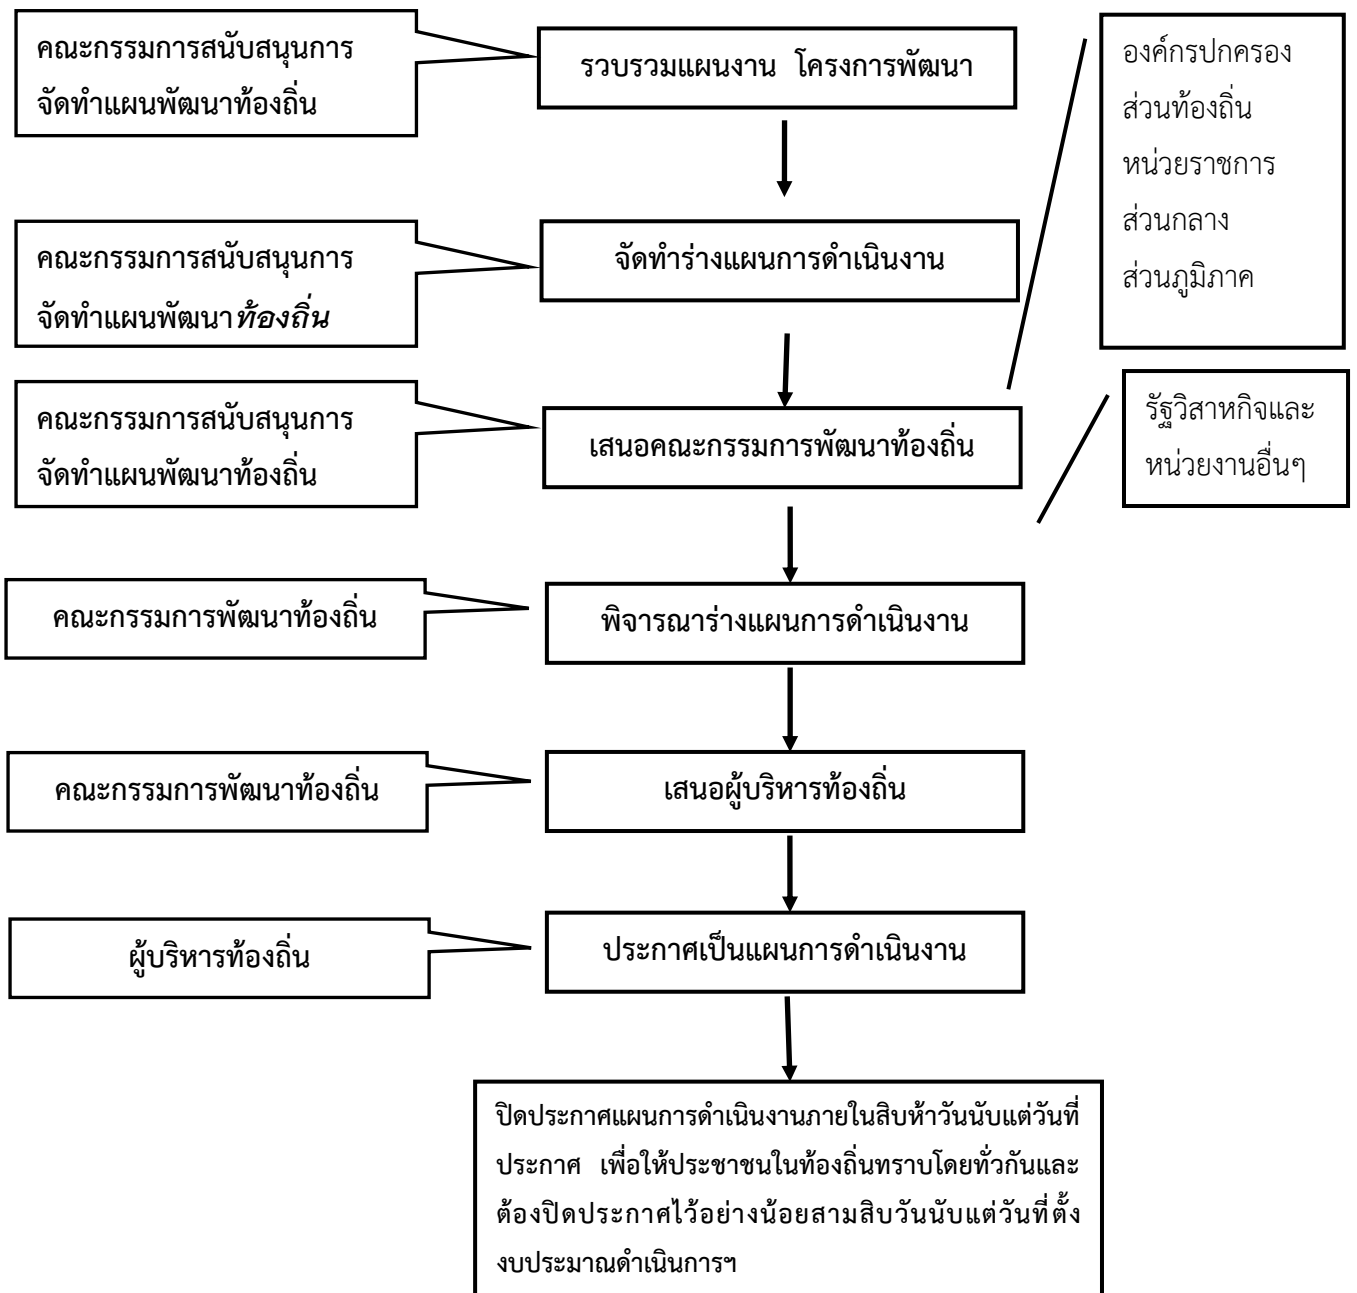 คณะกรรมการสนับสนุนการ
จัดทำแผนพัฒนาท้องถิ่น
รวบรวมแผนงาน โครงการพัฒนา
องค์กรปกครอง
ส่วนท้องถิ่น
หน่วยราชการ
ส่วนกลาง
ส่วนภูมิภาค
คณะกรรมการสนับสนุนการ
จัดทำแผนพัฒนาท้องถิ่น
จัดทำร่างแผนการดำเนินงาน
คณะกรรมการสนับสนุนการ
จัดทำแผนพัฒนาท้องถิ่น
เสนอคณะกรรมการพัฒนาท้องถิ่น
รัฐวิสาหกิจและ
หน่วยงานอื่นๆ
คณะกรรมการพัฒนาท้องถิ่น
พิจารณาร่างแผนการดำเนินงาน
คณะกรรมการพัฒนาท้องถิ่น
เสนอผู้บริหารท้องถิ่น
ผู้บริหารท้องถิ่น
ประกาศเป็นแผนการดำเนินงาน
ปิดประกาศแผนการดำเนินงานภายในสิบห้าวันนับแต่วันที่
ประกาศ เพื่อให้ประชาชนในท้องถิ่นทราบโดยทั่วกันและ
ต้องปิดประกาศไว้อย่างน้อยสามสิบวันนับแต่วันที่ตั้ง
งบประมาณดำเนินการฯ